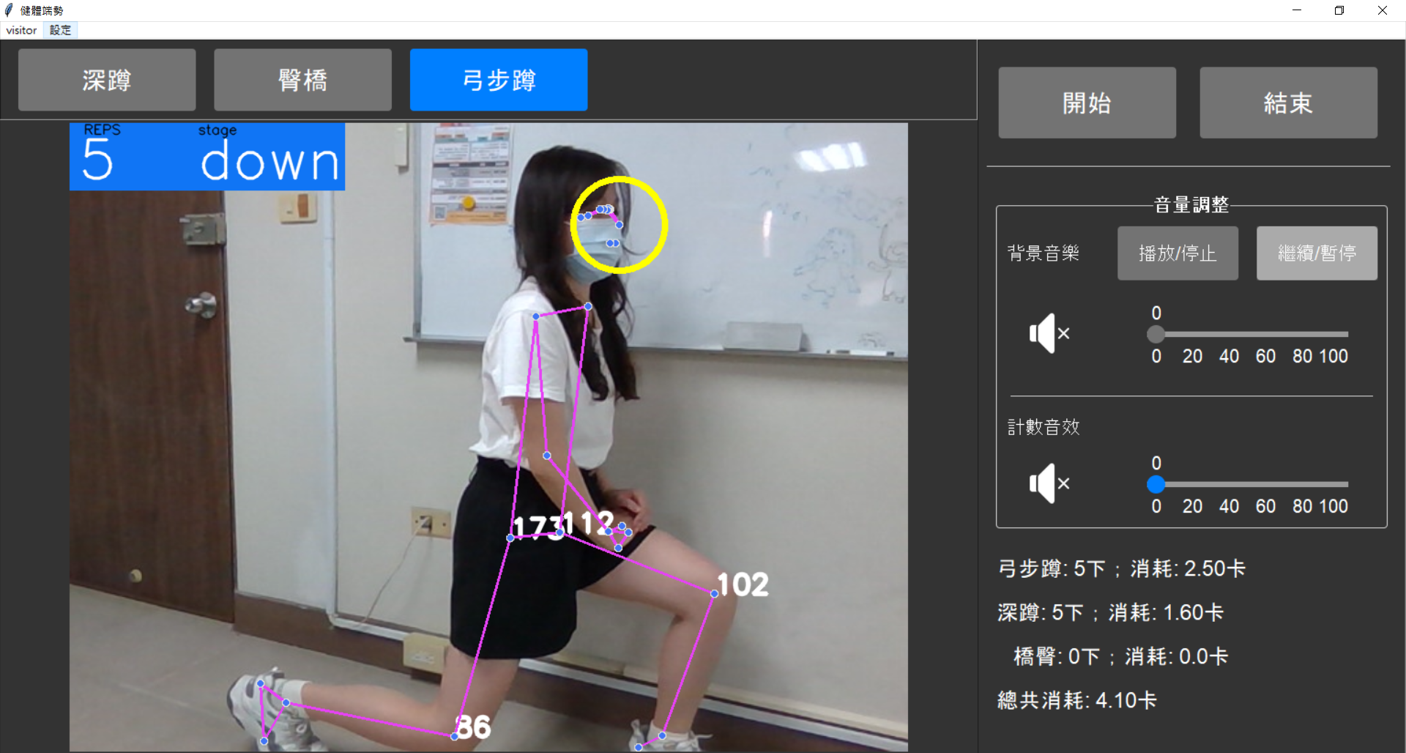 健體端勢
visitor 設定
深蹲 臀橋 弓步蹲
開始 結束
REPS stage
5 down
音量調整
背景音樂 播放/停止 繼續/暫停
0
0 20 40 60 80 100
計數音效
0
0 20 40 60 80 100
173 112
102
86
弓步蹲: 5下 ; 消耗: 2.50卡
深蹲: 5下 ; 消耗: 1.60卡
橋臀: 0下 ; 消耗: 0.0卡
總共消耗: 4.10卡